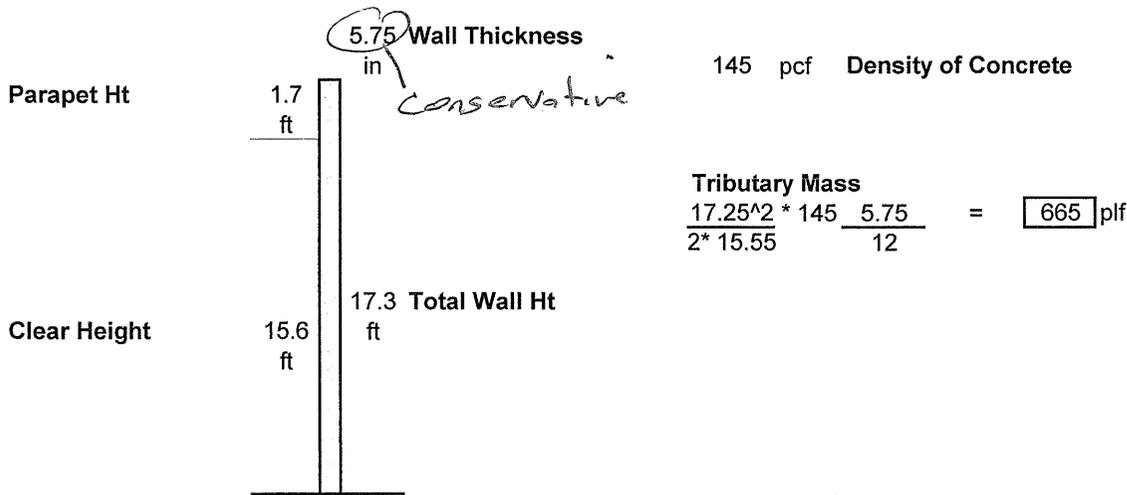 5.75 Wall Thickness
in
145 pcf Density of Concrete
Conservative
Parapet Ht 1.7
ft
Tributary Mass
17.25^2 * 145 5.75 = 665 plf
2* 15.55 12
17.3 Total Wall Ht
Clear Height 15.6 ft
ft